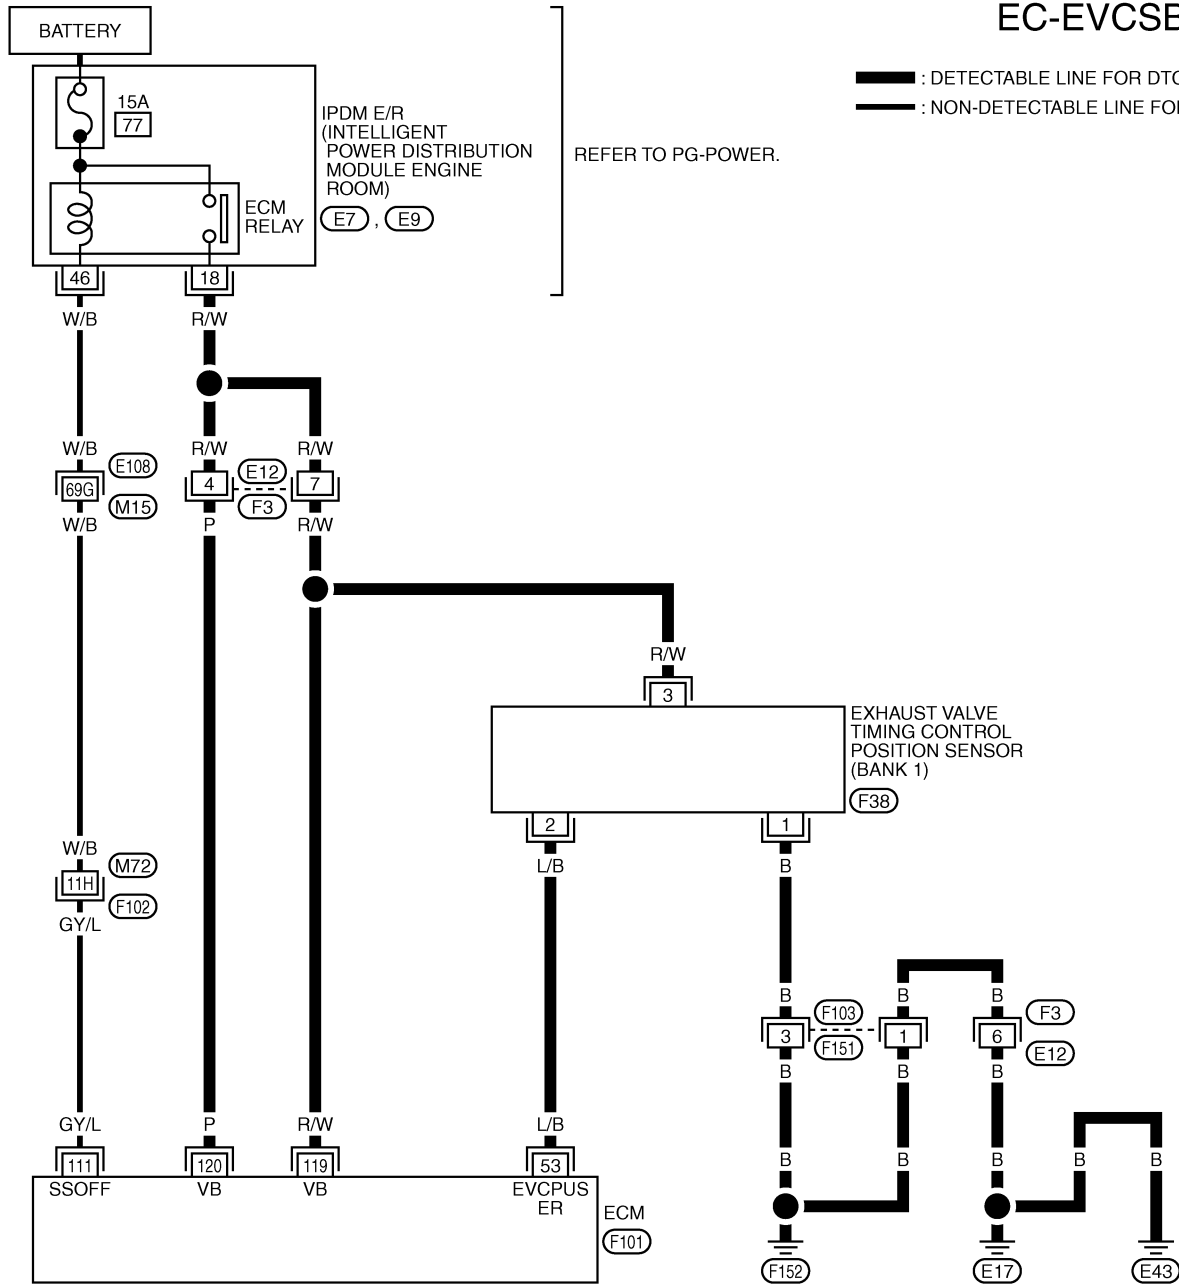 EC-EVCSB
BATTERY
: DETECTABLE LINE FOR DTC
: NON-DETECTABLE LINE FOR
15A
77
IPDM E/R
(INTELLIGENT
POWER DISTRIBUTION
MODULE ENGINE
ROOM)
E7 , E9
REFER TO PG-POWER.
ECM
RELAY
46 18
W/B R/W
W/B R/W R/W
E108
69G
M15
4
E12
F3
7
W/B P R/W
R/W
3
EXHAUST VALVE
TIMING CONTROL
POSITION SENSOR
(BANK 1)
F38
2 1
L/B B
W/B
M72
11H
F102
GY/L
B B B
3
F103
F151
1 6
F3
E12
B B B
GY/L P R/W L/B
B B B B
111 120 119 53
SSOFF VB VB EVCPUS
ER
ECM
F101
F152 E17 E43